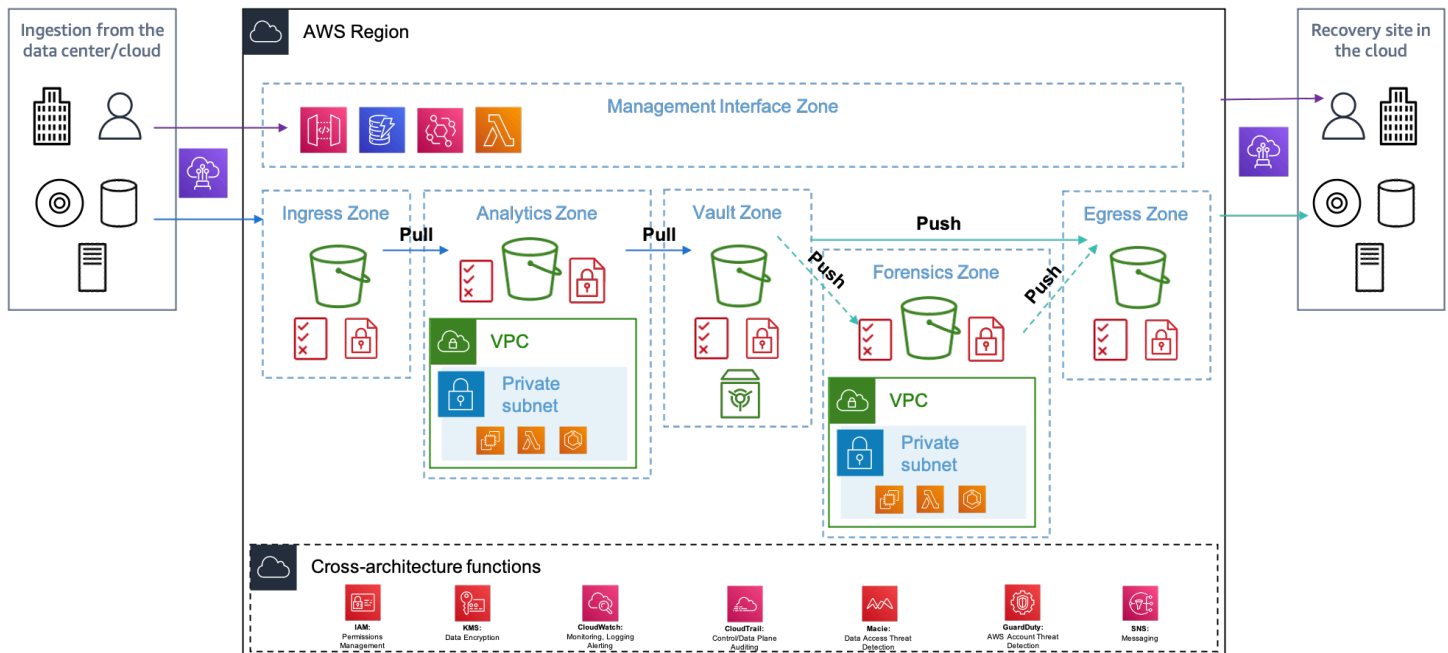 Ingestion from the
data center/cloud
AWS Region
Recovery site in
the cloud
Management Interface Zone
Ingress Zone
Pull
Analytics Zone
Pull
Vault Zone
Push
Push
Forensics Zone
Push
Egress Zone
VPC
Private
subnet
VPC
Private
subnet
Cross-architecture functions
IAM:
Permissions
Management
KMS:
Data Encryption
CloudWatch:
Monitoring, Logging
Alerting
CloudTrail:
Control/Data Plane
Auditing
Macie:
Data Access Threat
Detection
GuardDuty:
AWS Account Threat
Detection
SNS:
Messaging